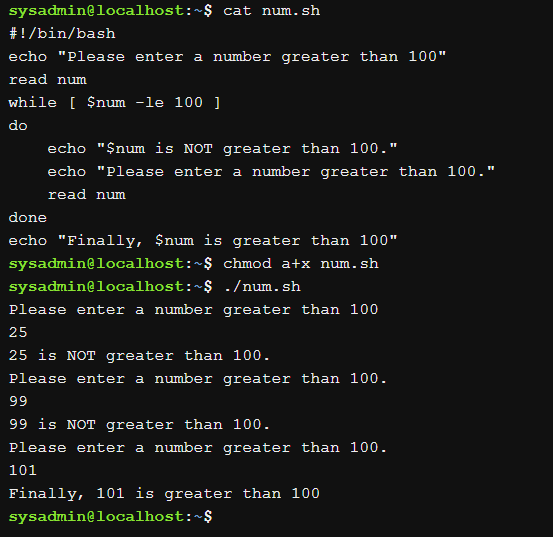 sysadmin@localhost:~$ cat num.sh
#!/bin/bash
echo "Please enter a number greater than 100"
read num
while [ $num -le 100 ]
do
    echo "$num is NOT greater than 100."
    echo "Please enter a number greater than 100."
    read num
done
echo "Finally, $num is greater than 100"
sysadmin@localhost:~$ chmod a+x num.sh
sysadmin@localhost:~$ ./num.sh
Please enter a number greater than 100
25
25 is NOT greater than 100.
Please enter a number greater than 100.
99
99 is NOT greater than 100.
Please enter a number greater than 100.
101
Finally, 101 is greater than 100
sysadmin@localhost:~$